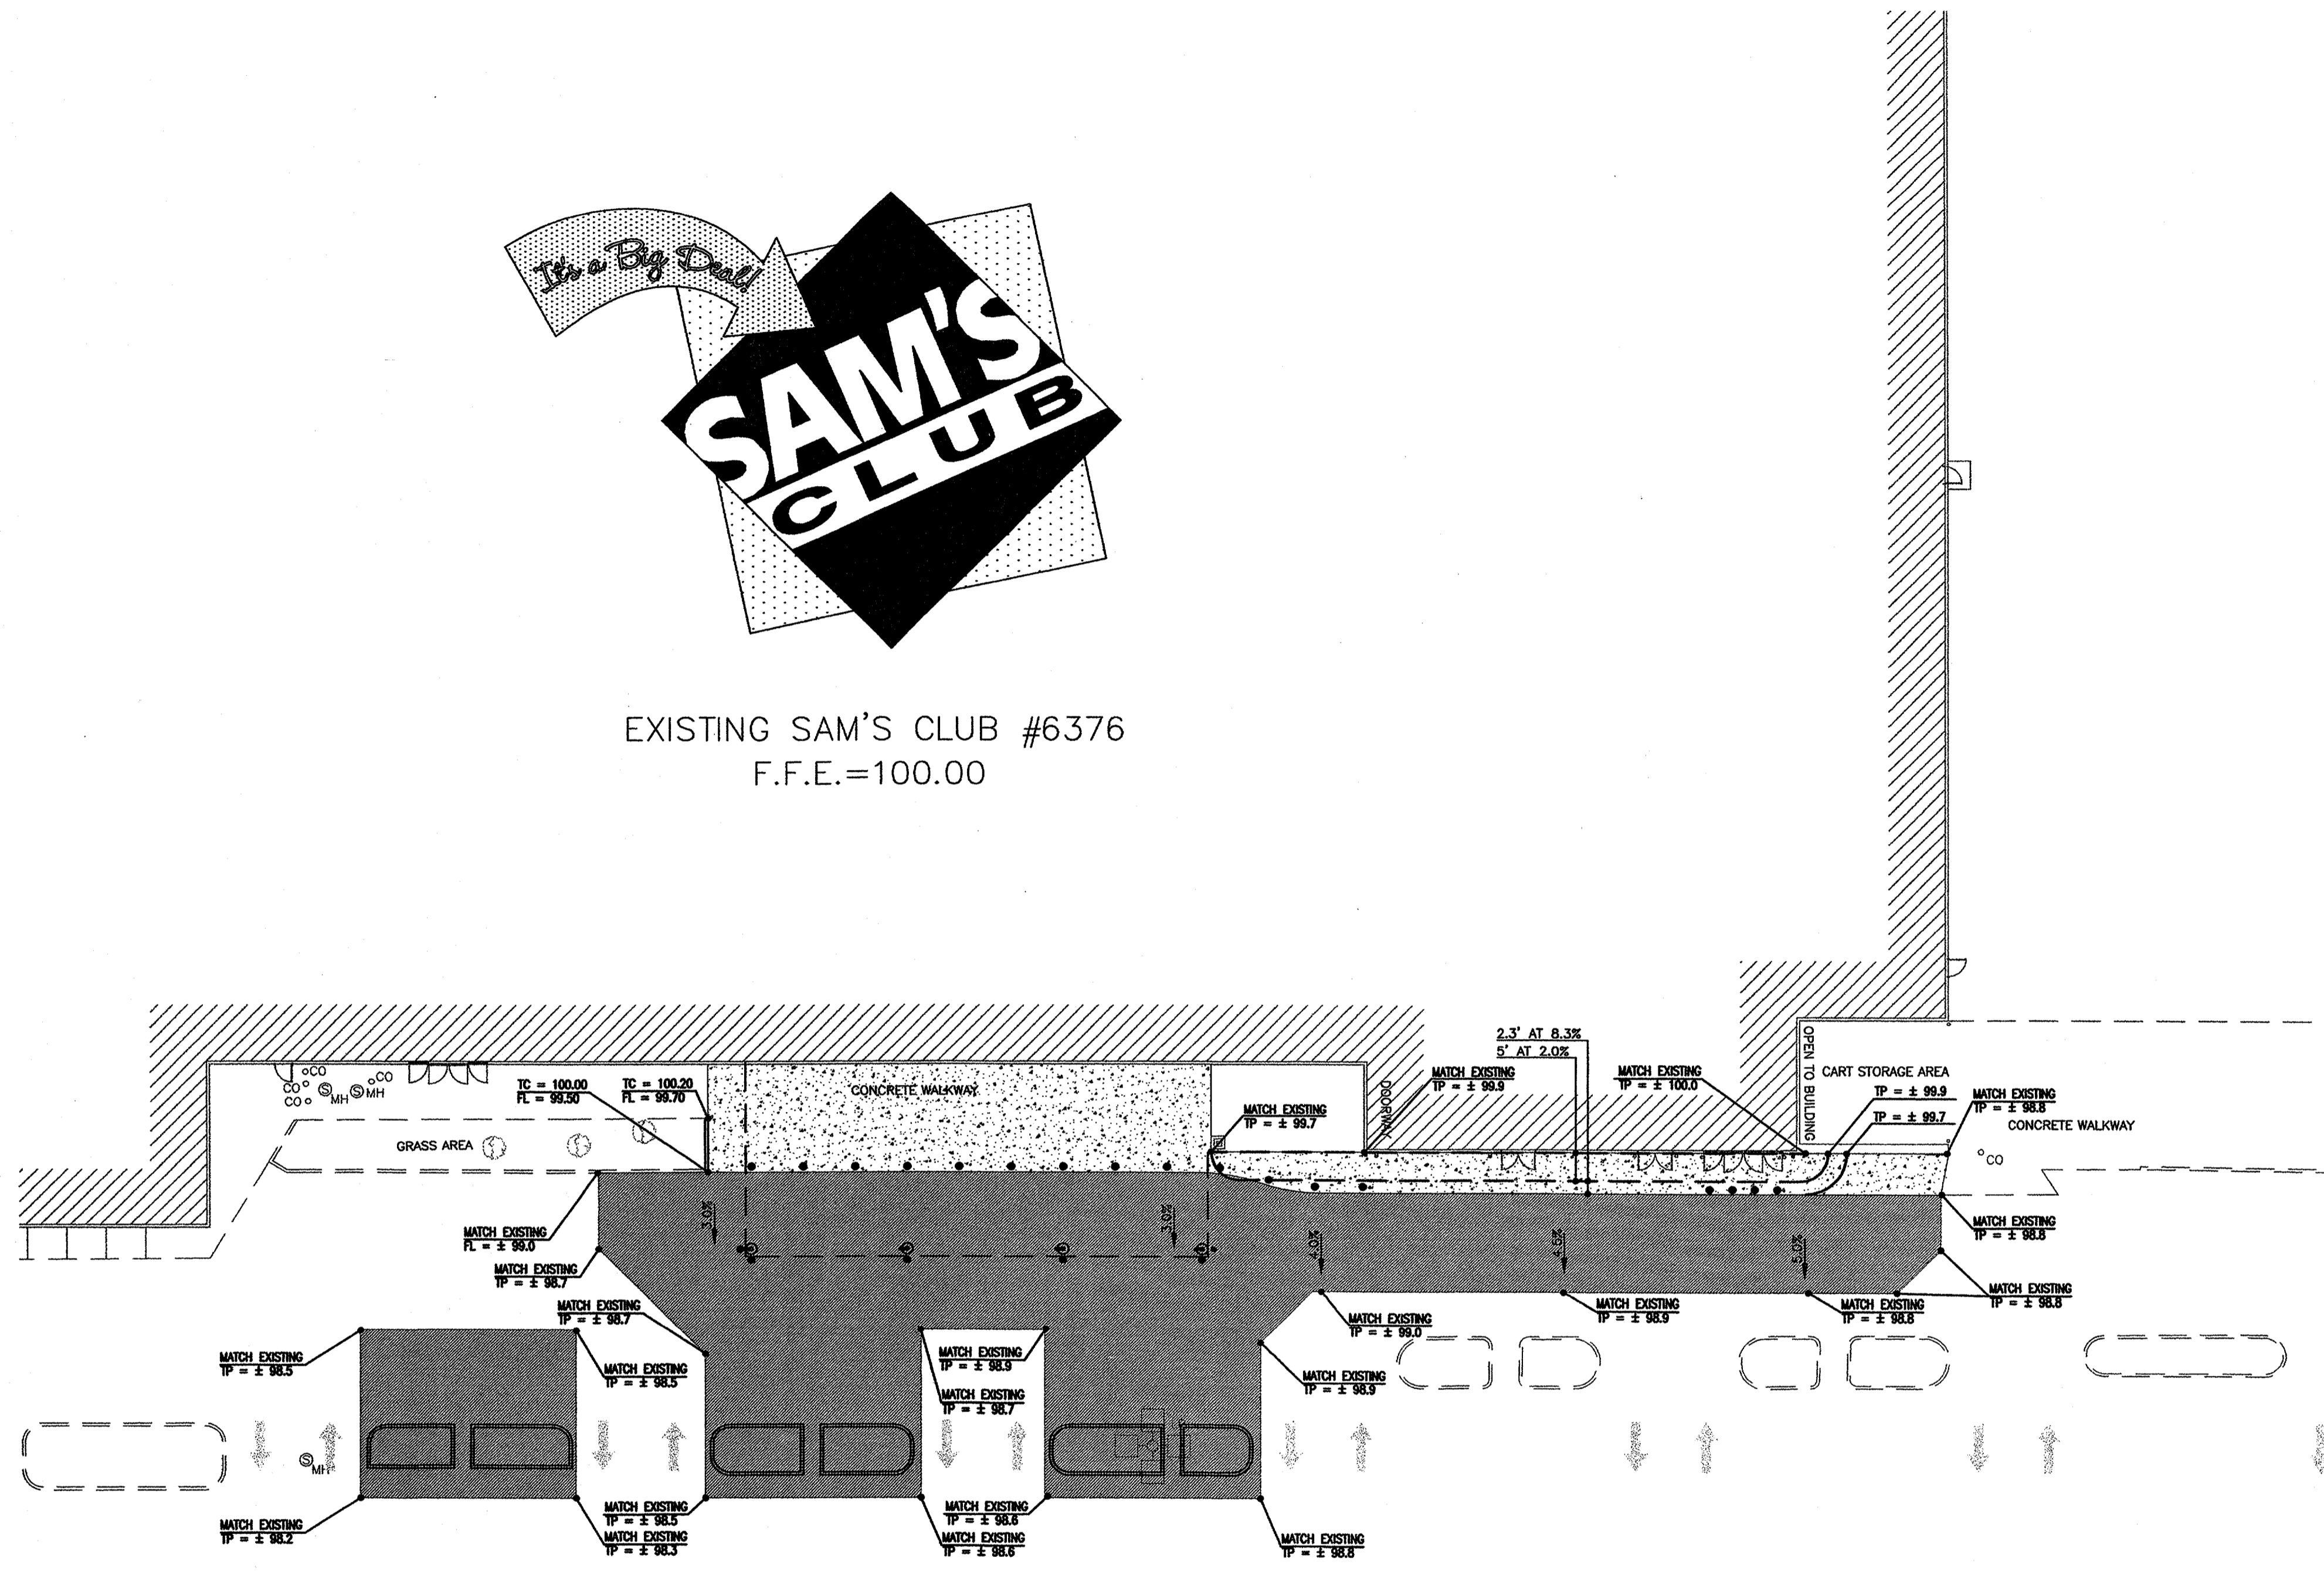 It's a Big Deal!
SAM'S
CLUB
EXISTING SAM'S CLUB #6376
F.F.E.=100.00
2.3' AT 8.3%
5' AT 2.0%
OPEN TO BUILDING
CART STORAGE AREA
CO
CO
CO
CO
MH
S
S
MH
TC = 100.00
FL = 99.50
TC = 100.20
FL = 99.70
CONCRETE WALKWAY
DOORWAY
MATCH EXISTING
TP = ± 99.9
MATCH EXISTING
TP = ± 100.0
TP = ± 99.9
TP = ± 99.7
MATCH EXISTING
TP = ± 98.8
CONCRETE WALKWAY
MATCH EXISTING
TP = ± 99.7
GRASS AREA
CO
3.0%
3.0%
4.0%
4.5%
5.0%
MATCH EXISTING
FL = ± 99.0
MATCH EXISTING
TP = ± 98.8
MATCH EXISTING
TP = ± 98.7
MATCH EXISTING
TP = ± 98.8
MATCH EXISTING
TP = ± 98.7
MATCH EXISTING
TP = ± 99.0
MATCH EXISTING
TP = ± 98.9
MATCH EXISTING
TP = ± 98.8
MATCH EXISTING
TP = ± 98.5
MATCH EXISTING
TP = ± 98.5
MATCH EXISTING
TP = ± 98.9
MATCH EXISTING
TP = ± 98.7
MATCH EXISTING
TP = ± 98.9
S
MH
MATCH EXISTING
TP = ± 98.2
MATCH EXISTING
TP = ± 98.5
MATCH EXISTING
TP = ± 98.3
MATCH EXISTING
TP = ± 98.6
MATCH EXISTING
TP = ± 98.6
MATCH EXISTING
TP = ± 98.8